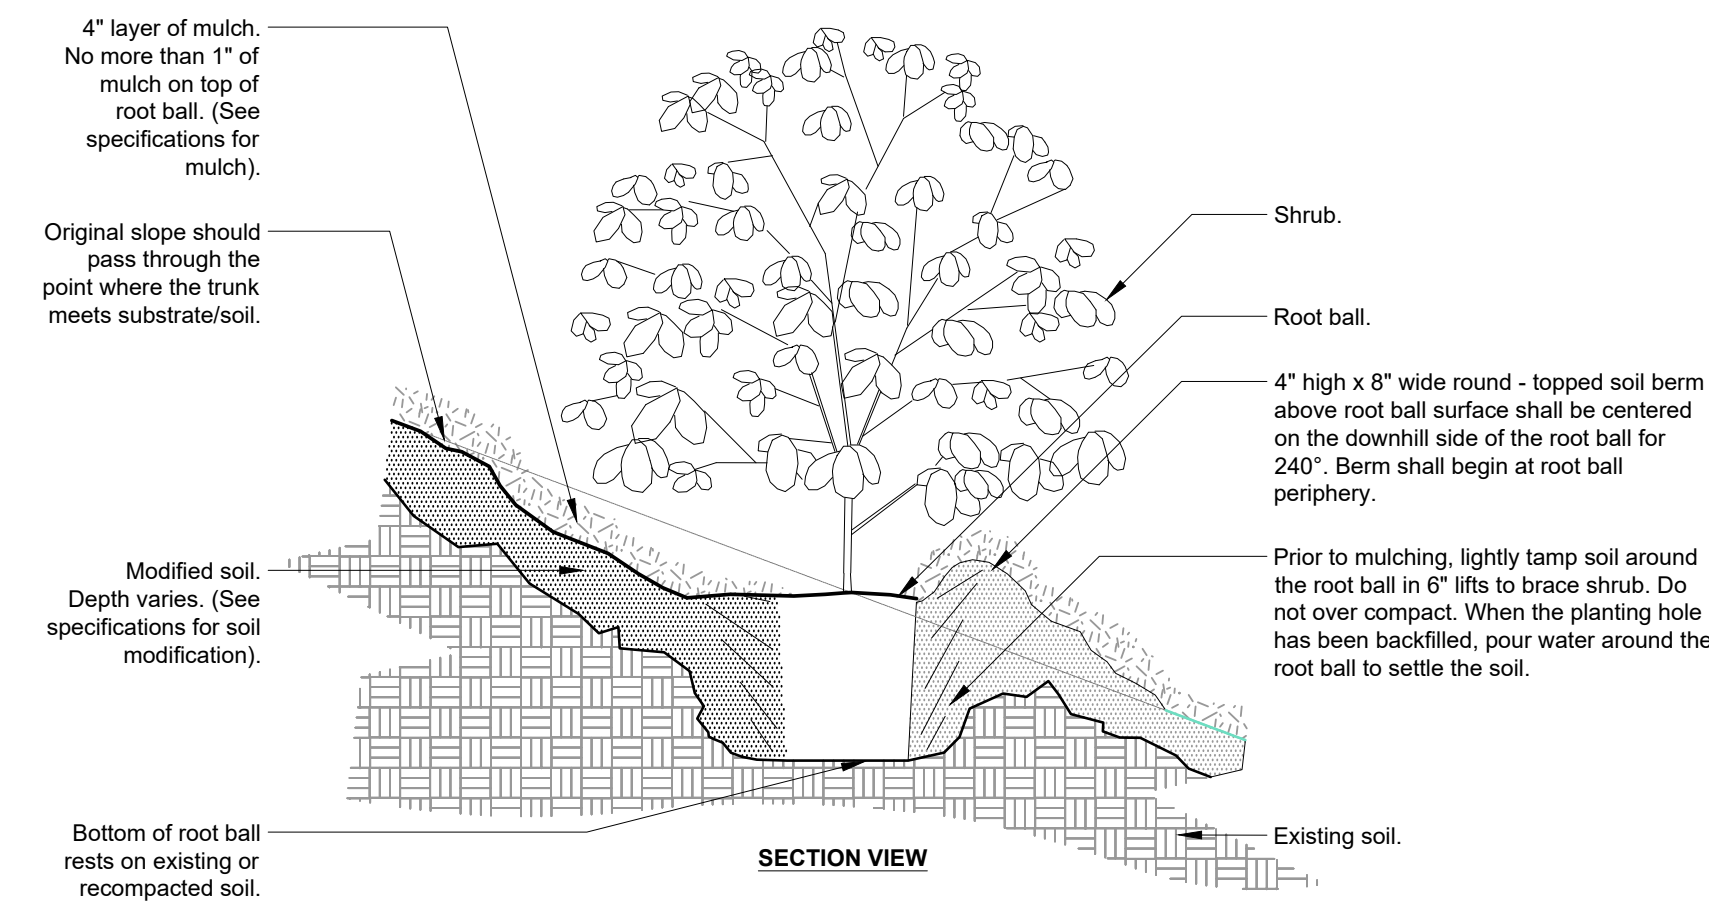 4" layer of mulch.
No more than 1" of
mulch on top of
root ball. (See
specifications for
mulch).
Original slope should
pass through the
point where the trunk
meets substrate/soil.
Modified soil.
Depth varies. (See
specifications for soil
modification).
Bottom of root ball
rests on existing or
recompacted soil.
Shrub.
Root ball.
4" high x 8" wide round - topped soil berm
above root ball surface shall be centered
on the downhill side of the root ball for
240°. Berm shall begin at root ball
periphery.
Prior to mulching, lightly tamp soil around
the root ball in 6" lifts to brace shrub. Do
not over compact. When the planting hole
has been backfilled, pour water around the
root ball to settle the soil.
Existing soil.
SECTION VIEW